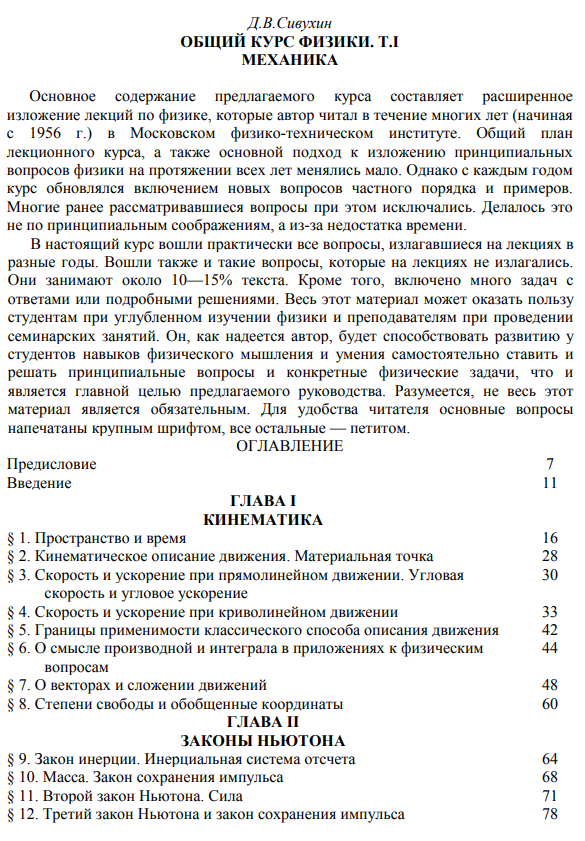 Д.В.Сивухин
ОБЩИЙ КУРС ФИЗИКИ. Т.I
МЕХАНИКА
Основное содержание предлагаемого курса составляет расширенное
изложение лекций по физике, которые автор читал в течение многих лет (начиная
с 1956 г.) в Московском физико-техническом институте. Общий план
лекционного курса, а также основной подход к изложению принципиальных
вопросов физики на протяжении всех лет менялись мало. Однако с каждым годом
курс обновлялся включением новых вопросов частного порядка и примеров.
Многие ранее рассматривавшиеся вопросы при этом исключались. Делалось это
не по принципиальным соображениям, а из-за недостатка времени.
В настоящий курс вошли практически все вопросы, излагавшиеся на лекциях в
разные годы. Вошли также и такие вопросы, которые на лекциях не излагались.
Они занимают около 10—15% текста. Кроме того, включено много задач с
ответами или подробными решениями. Весь этот материал может оказать пользу
студентам при углубленном изучении физики и преподавателям при проведении
семинарских занятий. Он, как надеется автор, будет способствовать развитию у
студентов навыков физического мышления и умения самостоятельно ставить и
решать принципиальные вопросы и конкретные физические задачи, что и
является главной целью предлагаемого руководства. Разумеется, не весь этот
материал является обязательным. Для удобства читателя основные вопросы
напечатаны крупным шрифтом, все остальные — петитом.
ОГЛАВЛЕНИЕ
Предисловие 7
Введение 11
ГЛАВА I
КИНЕМАТИКА
§ 1. Пространство и время 16
§ 2. Кинематическое описание движения. Материальная точка 28
§ 3. Скорость и ускорение при прямолинейном движении. Угловая 30
скорость и угловое ускорение
§ 4. Скорость и ускорение при криволинейном движении 33
§ 5. Границы применимости классического способа описания движения 42
§ 6. О смысле производной и интеграла в приложениях к физическим 44
вопросам
§ 7. О векторах и сложении движений 48
§ 8. Степени свободы и обобщенные координаты 60
ГЛАВА II
ЗАКОНЫ НЬЮТОНА
§ 9. Закон инерции. Инерциальная система отсчета 64
§ 10. Масса. Закон сохранения импульса 68
§ 11. Второй закон Ньютона. Сила 71
§ 12. Третий закон Ньютона и закон сохранения импульса 78